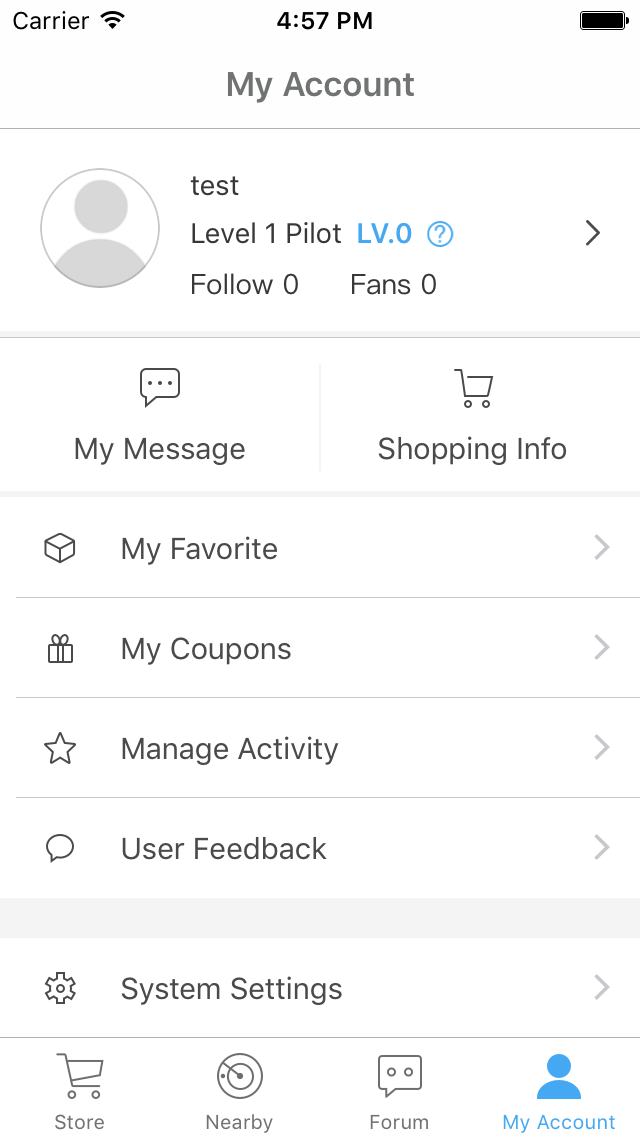 Carrier 4:57 PM
My Account
test
Level 1 Pilot LV.0 ?
Follow 0 Fans 0
My Message Shopping Info
My Favorite
My Coupons
Manage Activity
User Feedback
System Settings
Store Nearby Forum My Account